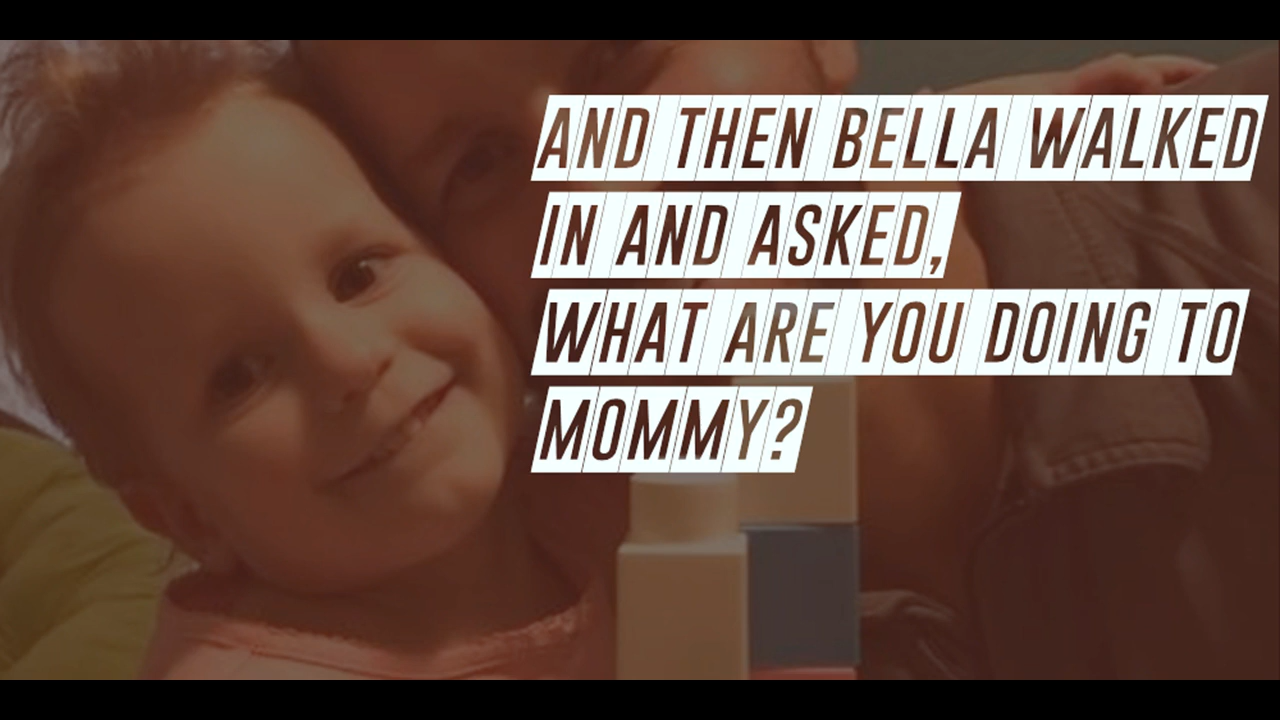 AND THEN BELLA WALKED
IN AND ASKED,
WHAT ARE YOU DOING TO
MOMMY?